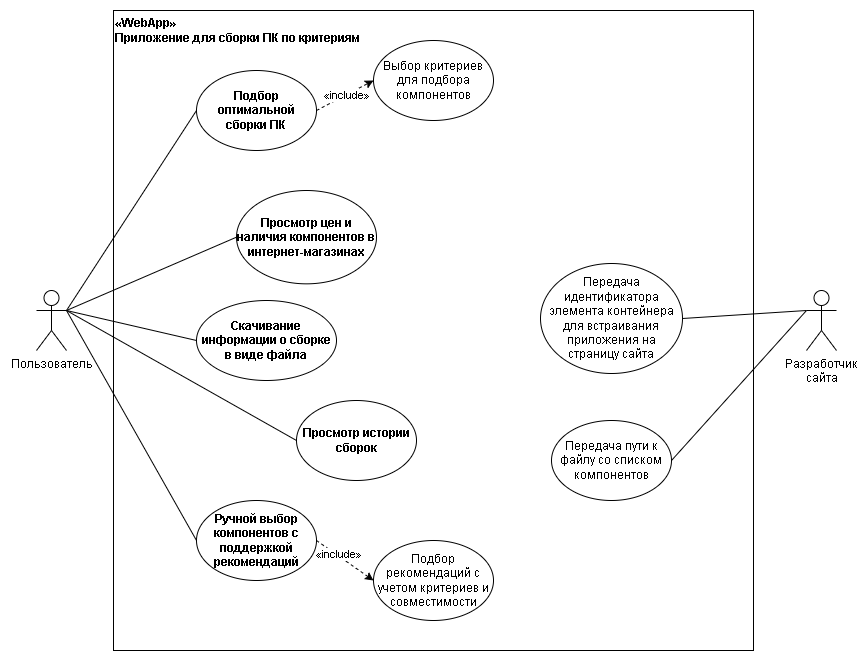 «WebApp»
Приложение для сборки ПК по критериям
Выбор критериев
для подбора
компонентов
«include»
Подбор
оптимальной
сборки ПК
Просмотр цен и
наличия компонентов в
интернет-магазинах
Передача
идентификатора
элемента контейнера
для встраивания
приложения на
страницу сайта
Скачивание
информации о сборке
в виде файла
Пользователь
Разработчик
сайта
Просмотр истории
сборок
Передача пути к
файлу со списком
компонентов
Ручной выбор
компонентов с
поддержкой
рекомендаций
«include»
Подбор
рекомендаций с
учетом критериев и
совместимости